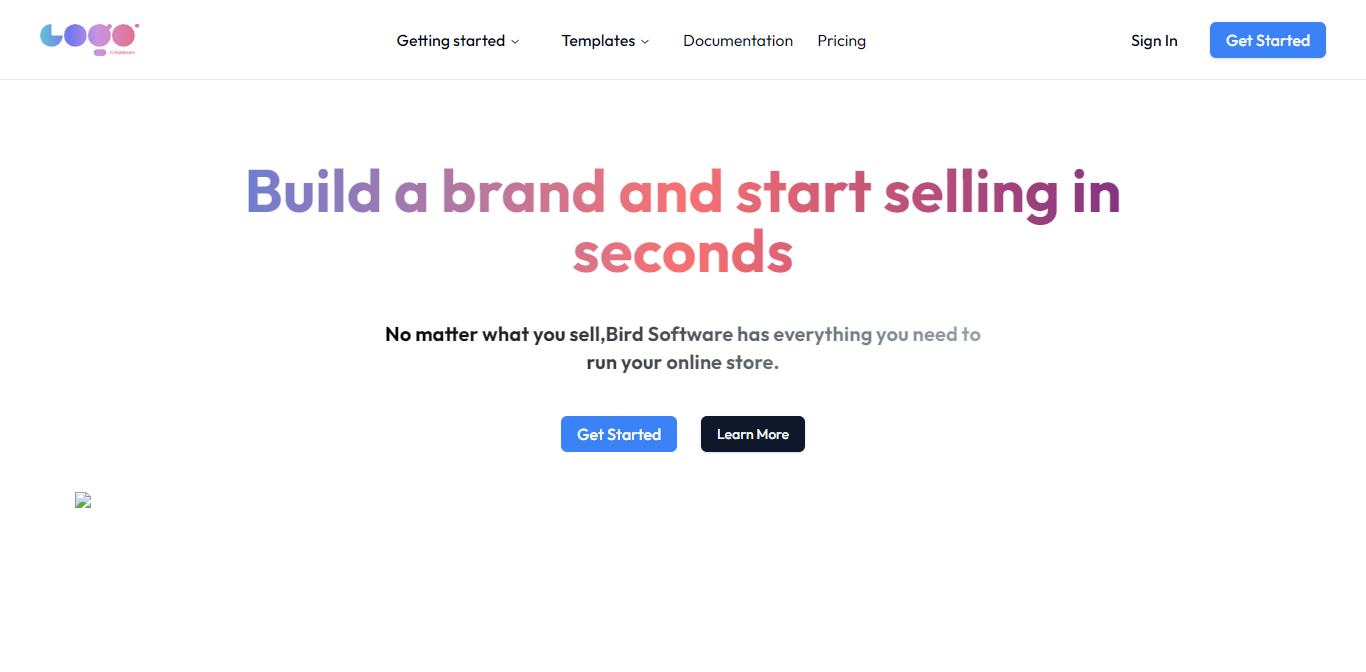 Logo
Getting started
Templates
Documentation
Pricing
Sign In
Get Started
Build a brand and start selling in
seconds
No matter what you sell,Bird Software has everything you need to
run your online store.
Get Started
Learn More